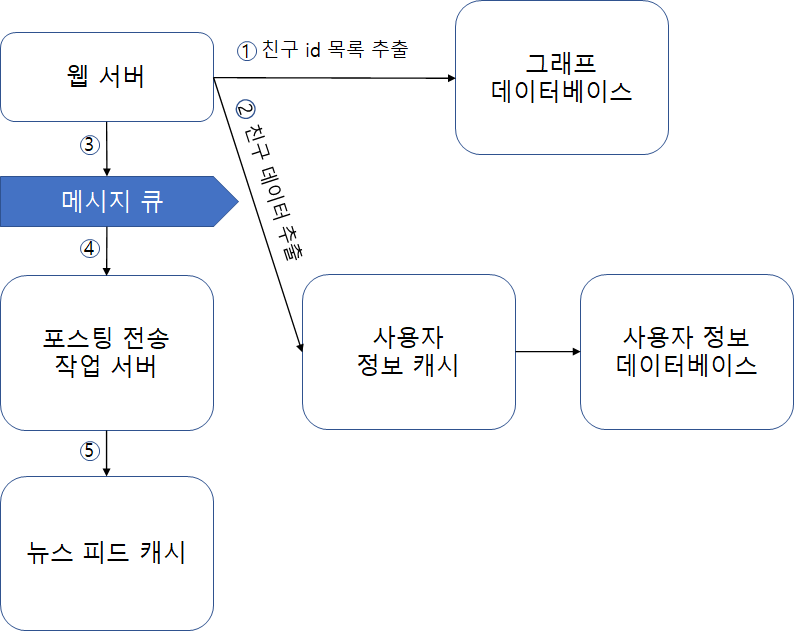 ① 친구 id 목록 추출
그래프
데이터베이스
웹 서버
② 친구 데이터 추출
③
메시지 큐
④
포스팅 전송
작업 서버
사용자
정보 캐시
사용자 정보
데이터베이스
⑤
뉴스 피드 캐시